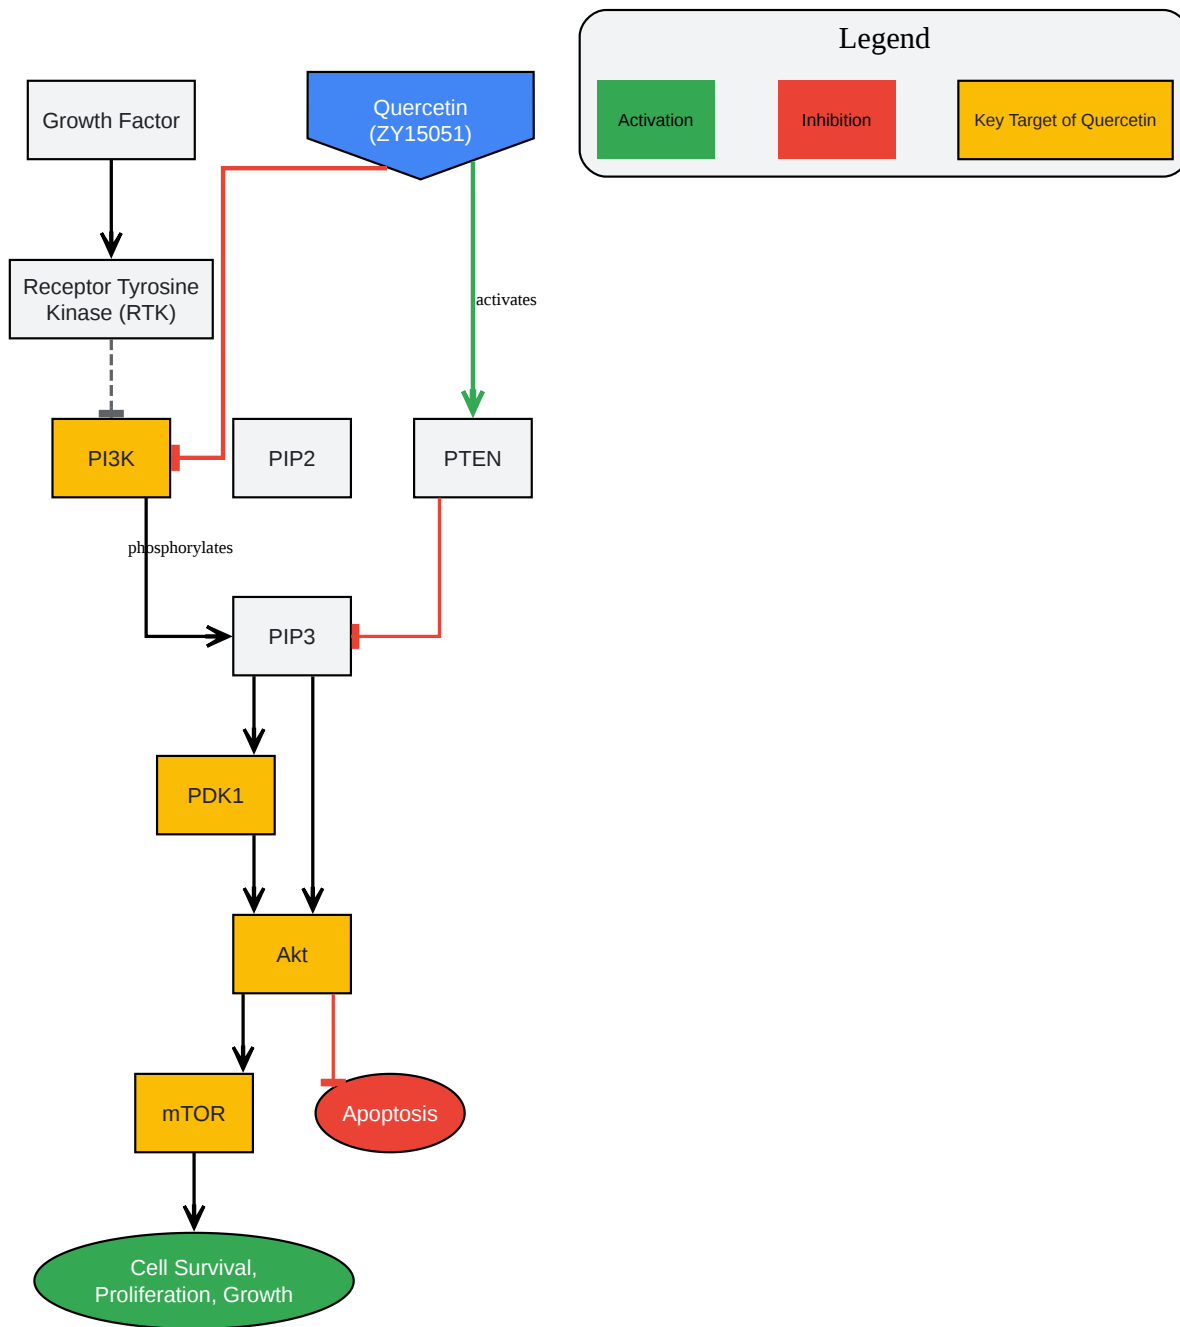 Legend
Growth Factor
Quercetin
(ZY15051)
Activation
Inhibition
Key Target of Quercetin
Receptor Tyrosine
Kinase (RTK)
activates
PI3K
PIP2
PTEN
phosphorylates
PIP3
PDK1
Akt
mTOR
Apoptosis
Cell Survival,
Proliferation, Growth